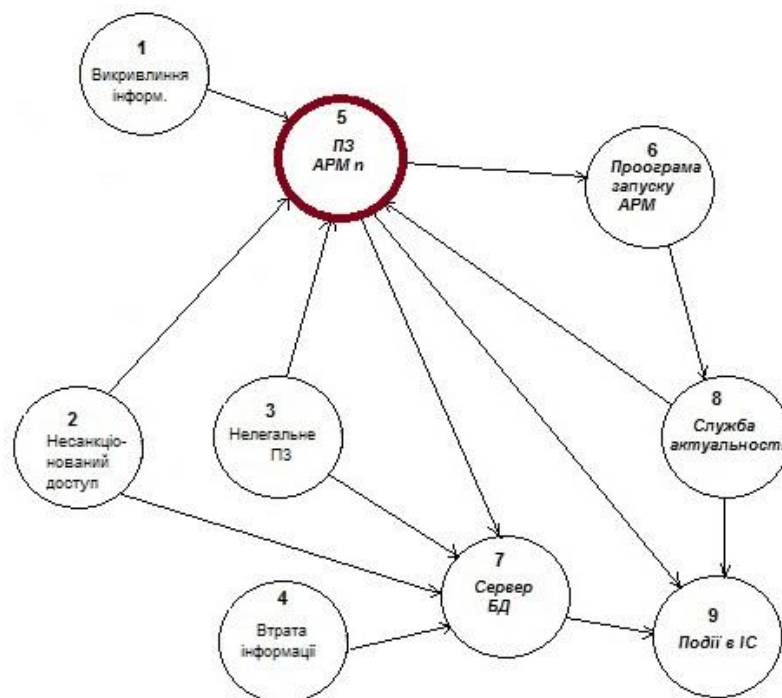 1
Викривлиння
інформ.
5
ПЗ
АРМ n
6
Проограма
запуску
АРМ
2
Несанкціо-
нований
доступ
3
Нелегальне
ПЗ
8
Служба
актуальност
7
Сервер
БД
4
Втрата
інформації
9
Події в ІС